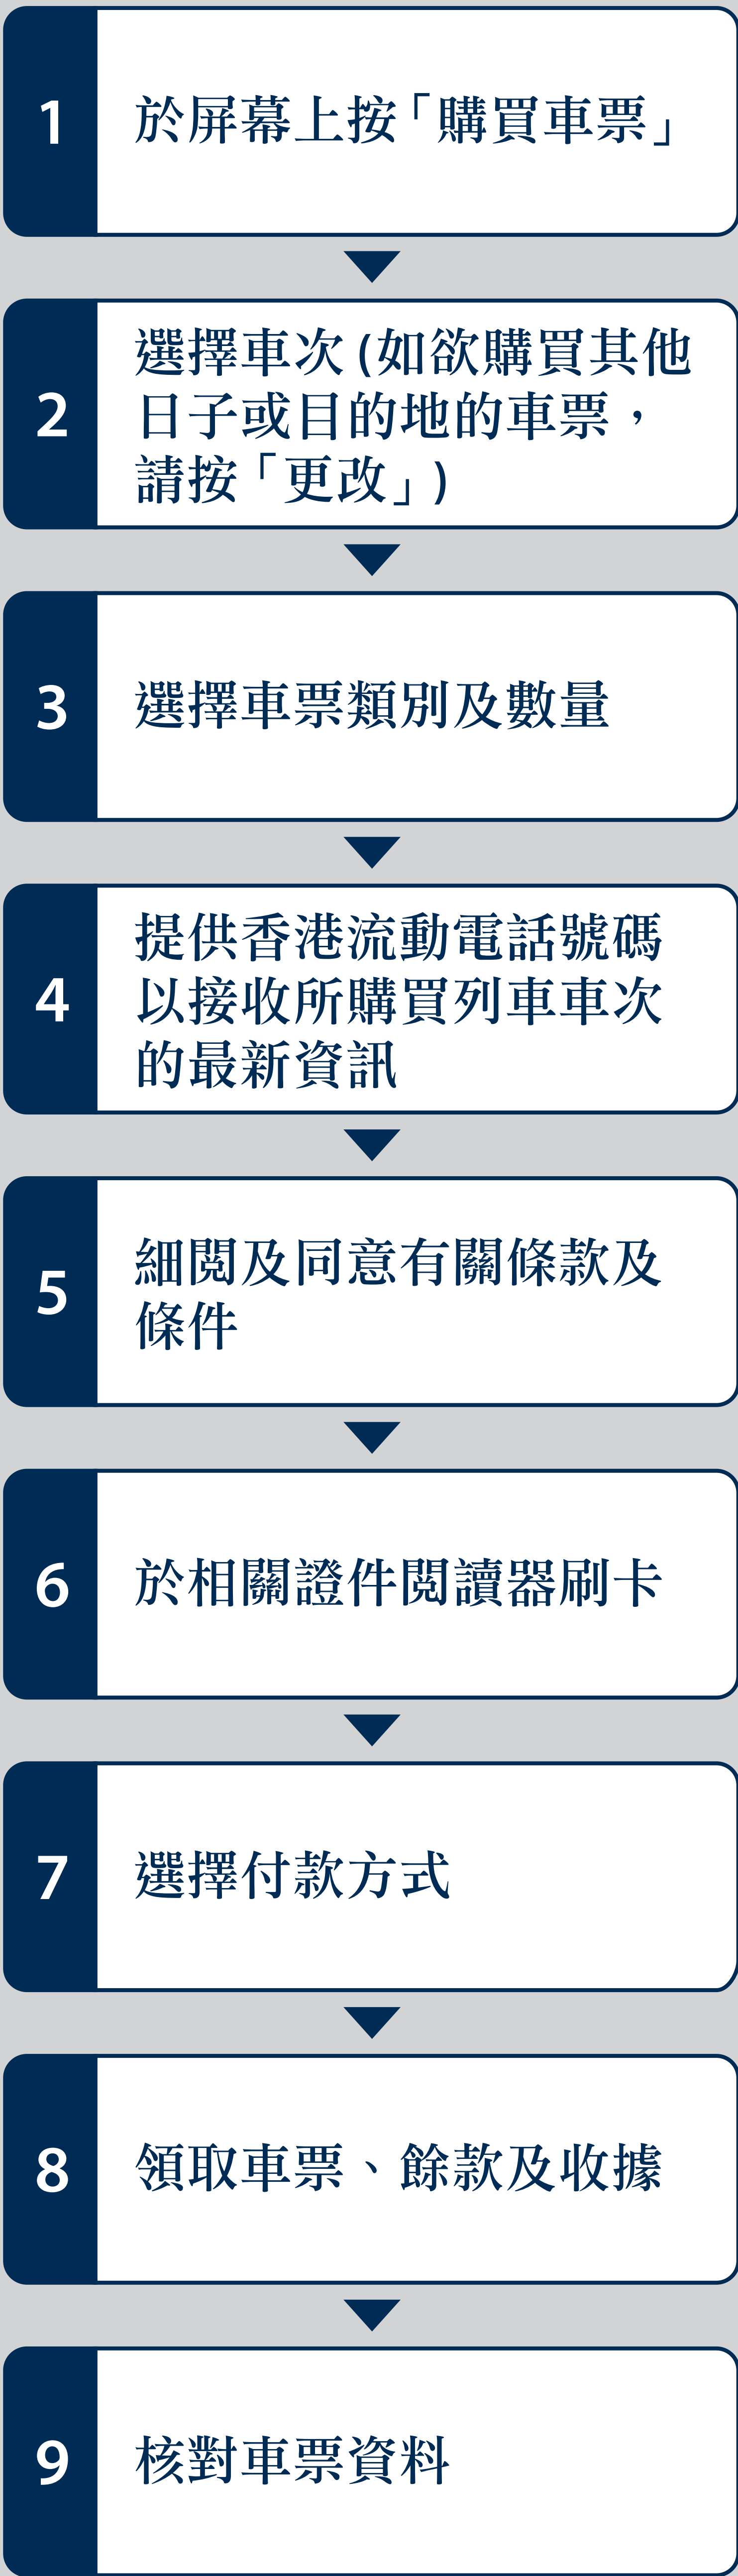 1
於屏幕上按「購買車票」
2
選擇車次 (如欲購買其他
日子或目的地的車票，
請按「更改」)
3
選擇車票類別及數量
4
提供香港流動電話號碼
以接收所購買列車車次
的最新資訊
5
細閱及同意有關條款及
條件
6
於相關證件閱讀器刷卡
7
選擇付款方式
8
領取車票、餘款及收據
9
核對車票資料